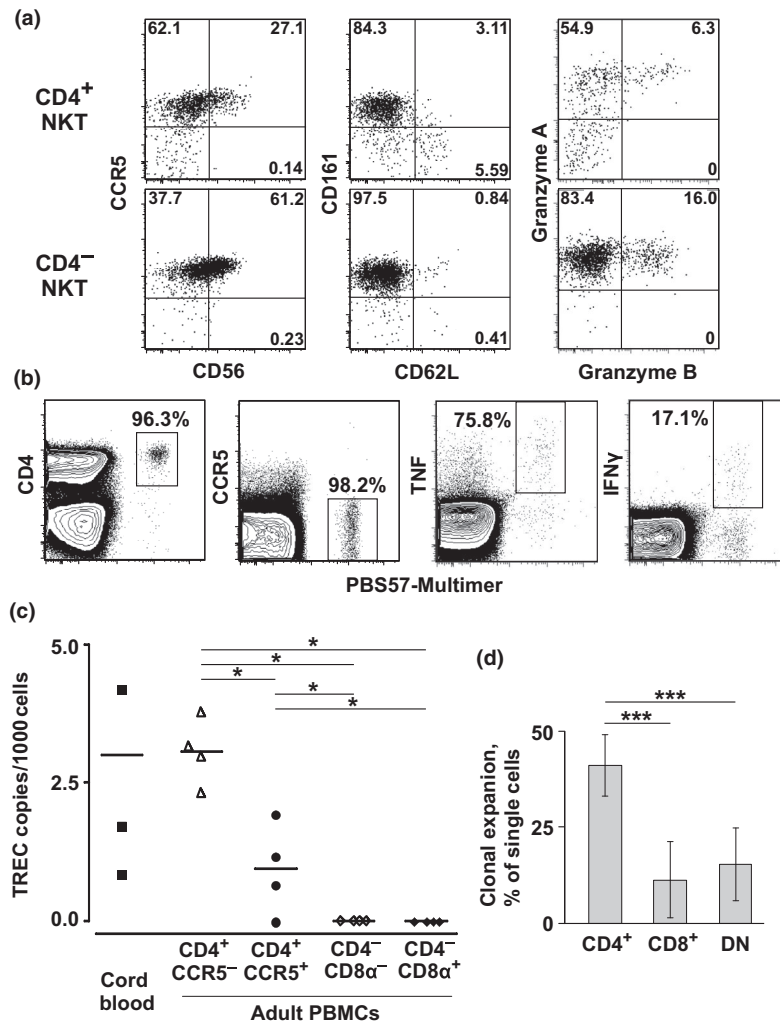 (a)
62.1 27.1
0.14
84.3 3.11
5.59
54.9 6.3
0
CD4+
NKT
CCR5
CD161
Granzyme A
37.7 61.2
0.23
97.5 0.84
0.41
83.4 16.0
0
CD4−
NKT
CD56
CD62L
Granzyme B
(b)
96.3%
CD4
98.2%
CCR5
75.8%
TNF
17.1%
IFNγ
PBS57-Multimer
(c)
TREC copies/1000 cells
5.0
2.5
0.0
*
*
*
*
*
Cord
blood
CD4+
CCR5−
CD4+
CCR5+
CD4−
CD8α−
CD4−
CD8α+
Adult PBMCs
(d)
Clonal expansion,
% of single cells
50
25
0
***
***
CD4+
CD8+
DN